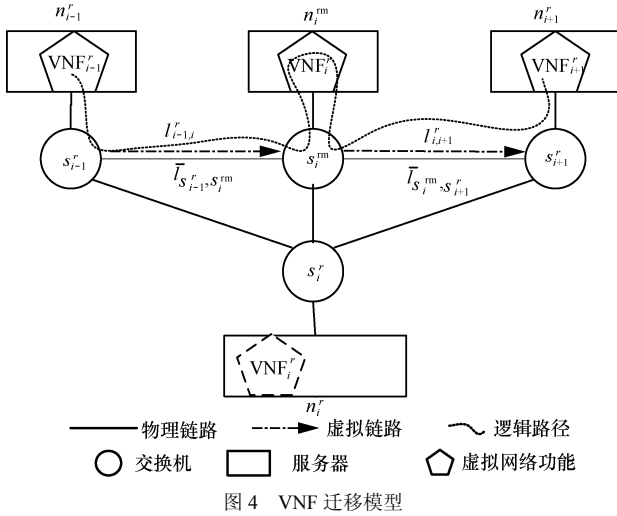 n_{i-1}^{r} n_i^{rm} n_{i+1}^{r}
VNF_{i-1}^{r} VNF_i^{r} VNF_{i+1}^{r}
l_{i-1,i}^{r} l_{i,i+1}^{r}
s_{i-1}^{r} s_i^{rm} s_{i+1}^{r}
\bar{l}_{s_{i-1}^{r},s_i^{rm}} \bar{l}_{s_i^{rm},s_{i+1}^{r}}
s_i^{r}
VNF_i^{r}
n_i^{r}
物理链路 虚拟链路 逻辑路径
交换机 服务器 虚拟网络功能
图 4 VNF 迁移模型